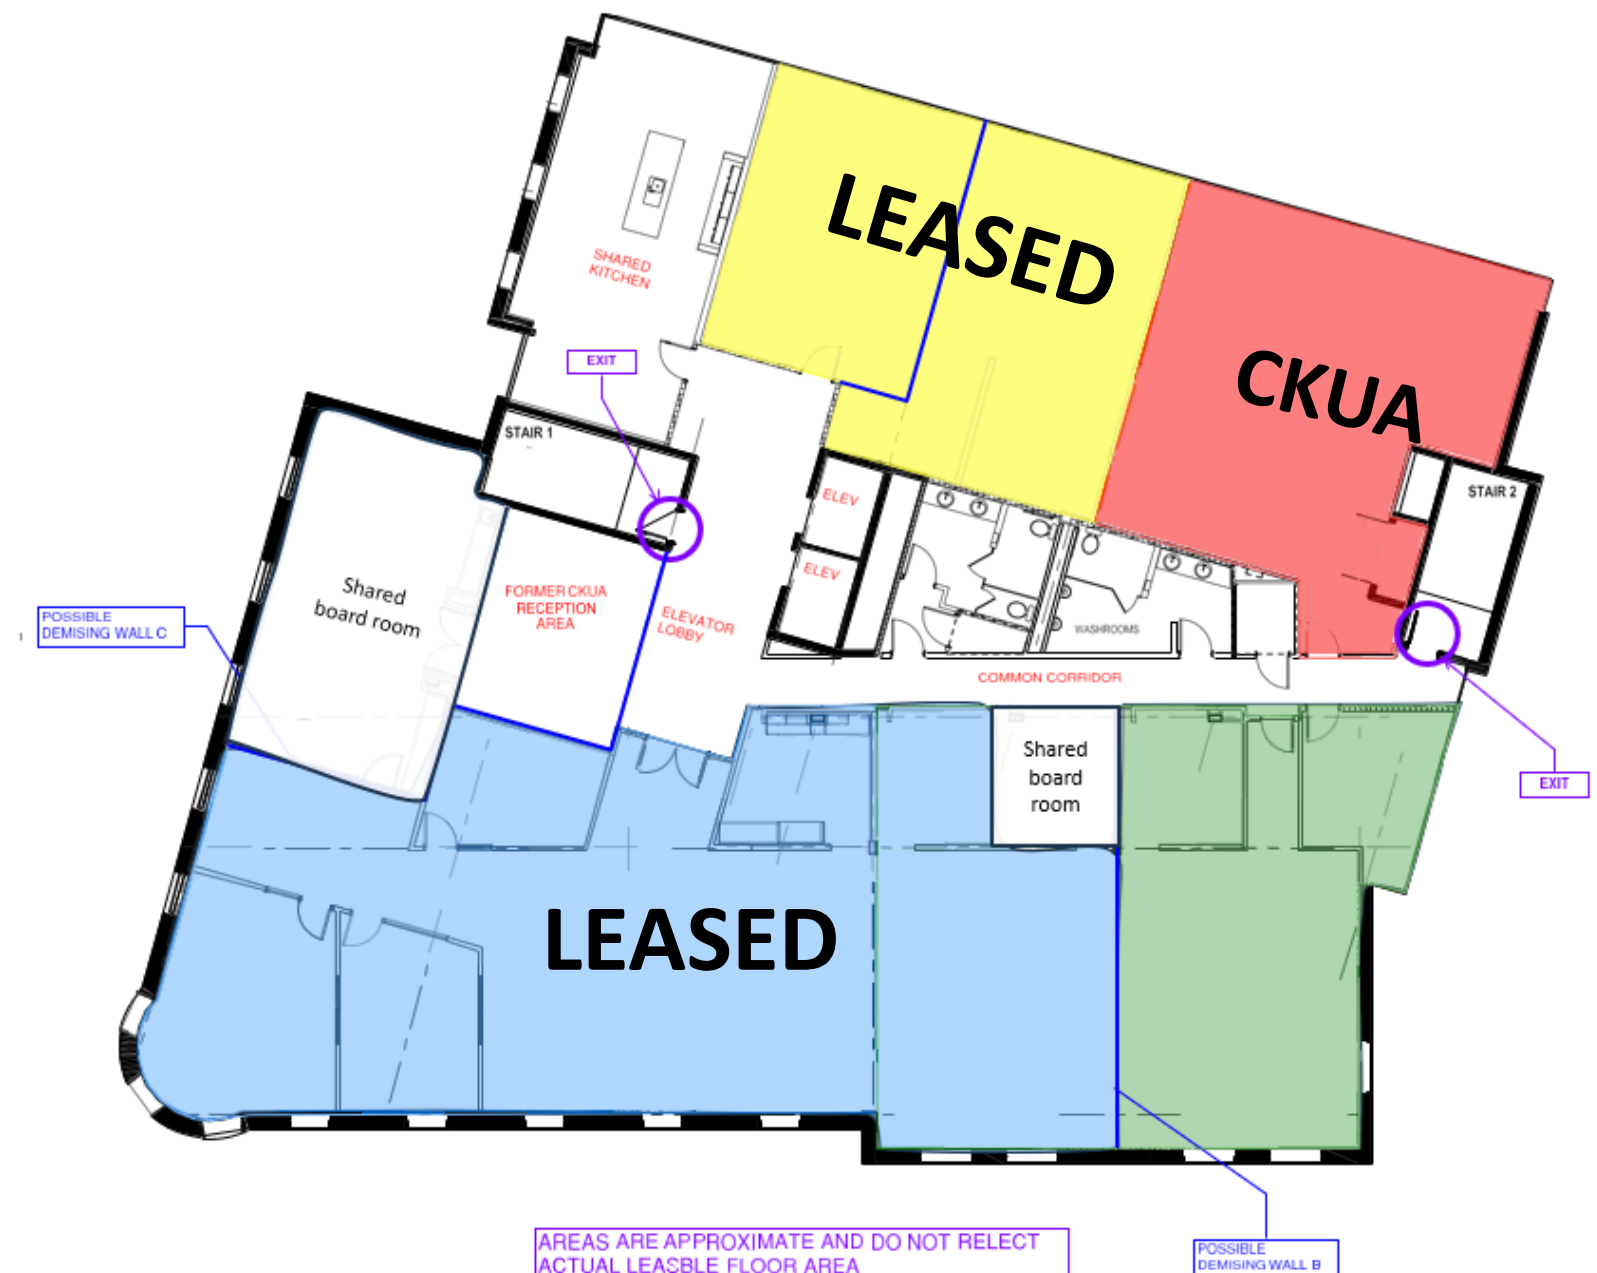 LEASED
SHARED
KITCHEN
EXIT
CKUA
STAIR 1
STAIR 2
ELEV
ELEV
Shared
board room
FORMER CKUA
RECEPTION
AREA
ELEVATOR
LOBBY
POSSIBLE
DEMISING WALL C
WASHROOMS
COMMON CORRIDOR
Shared
board
room
EXIT
LEASED
AREAS ARE APPROXIMATE AND DO NOT RELECT
ACTUAL LEASBLE FLOOR AREA
POSSIBLE
DEMISING WALL B